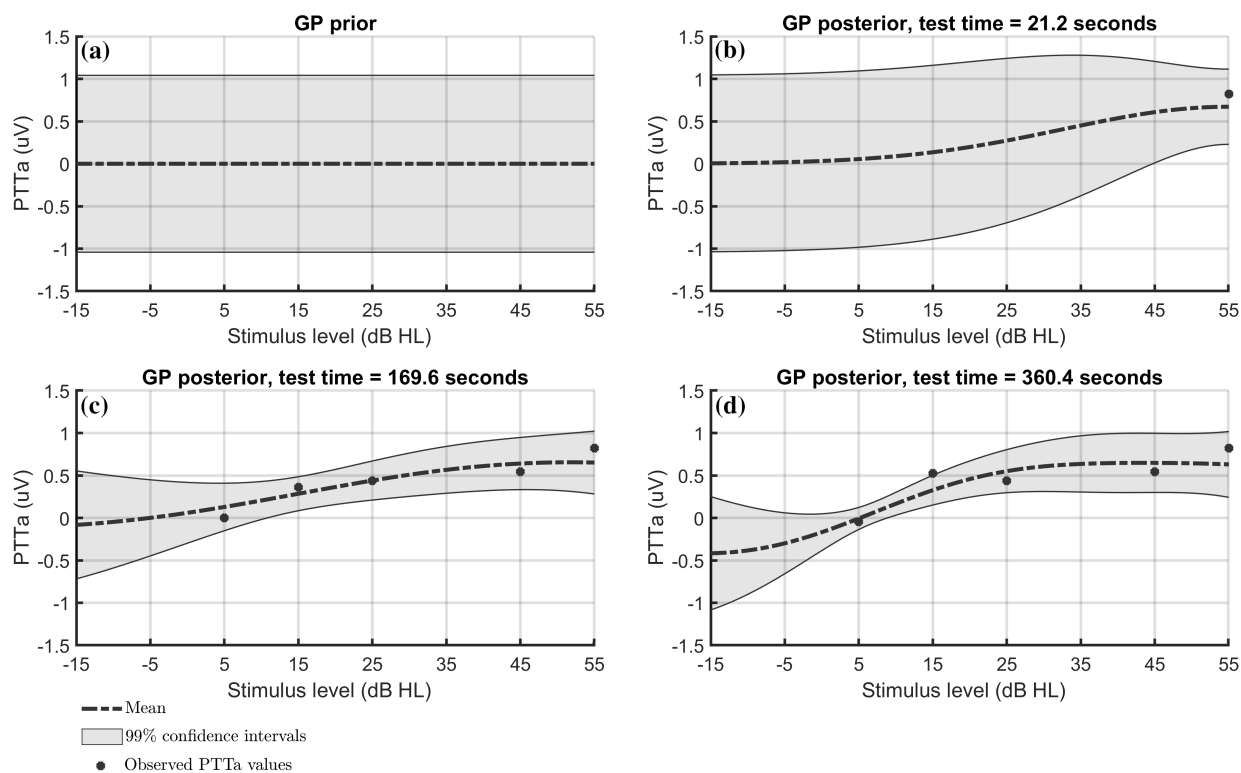 GP prior
(a)
1.5
1
0.5
0
-0.5
-1
-1.5
PTTa (uV)
-15 -5 5 15 25 35 45 55
Stimulus level (dB HL)
GP posterior, test time = 21.2 seconds
(b)
1.5
1
0.5
0
-0.5
-1
-1.5
PTTa (uV)
-15 -5 5 15 25 35 45 55
Stimulus level (dB HL)
GP posterior, test time = 169.6 seconds
(c)
1.5
1
0.5
0
-0.5
-1
-1.5
PTTa (uV)
-15 -5 5 15 25 35 45 55
Stimulus level (dB HL)
GP posterior, test time = 360.4 seconds
(d)
1.5
1
0.5
0
-0.5
-1
-1.5
PTTa (uV)
-15 -5 5 15 25 35 45 55
Stimulus level (dB HL)
Mean
99% confidence intervals
Observed PTTa values